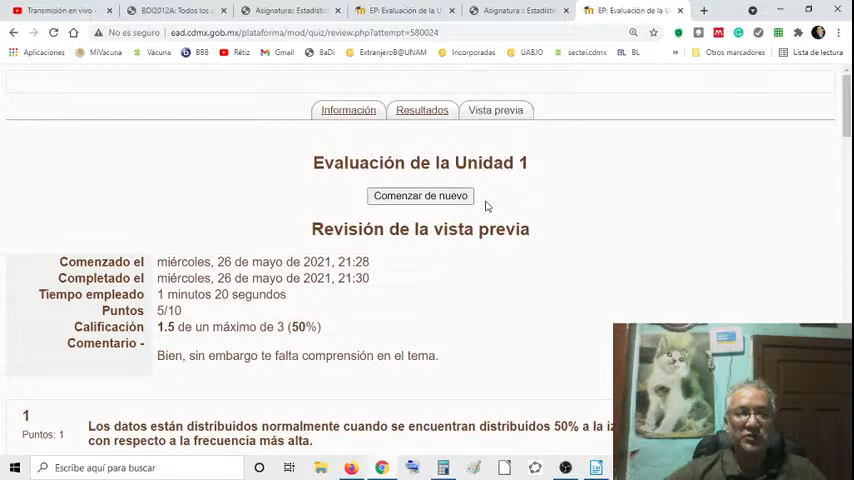 Transmisión en vivo
BDI2012A: Todos los c
Asignatura: Estadístic
EP: Evaluación de la U
Asignatura :: Estadístic
EP: Evaluación de la U
No es seguro
ead.cdmx.gob.mx/plataforma/mod/quiz/review.php?attempt=580024
Aplicaciones
MiVacuna
Vacuna
BBB
Rétiz
Gmail
BaDi
ExtranjeroB@UNAM
Incorporadas
UABJO
sectei.cdmx
BL
BL
»
Otros marcadores
Lista de lectura
Información
Resultados
Vista previa
Evaluación de la Unidad 1
Comenzar de nuevo
Revisión de la vista previa
Comenzado el miércoles, 26 de mayo de 2021, 21:28
Completado el miércoles, 26 de mayo de 2021, 21:30
Tiempo empleado 1 minutos 20 segundos
Puntos 5/10
Calificación 1.5 de un máximo de 3 (50%)
Comentario -
Bien, sin embargo te falta comprensión en el tema.
1
Puntos: 1
Los datos están distribuidos normalmente cuando se encuentran distribuidos 50% a la iz
con respecto a la frecuencia más alta.
Escribe aquí para buscar